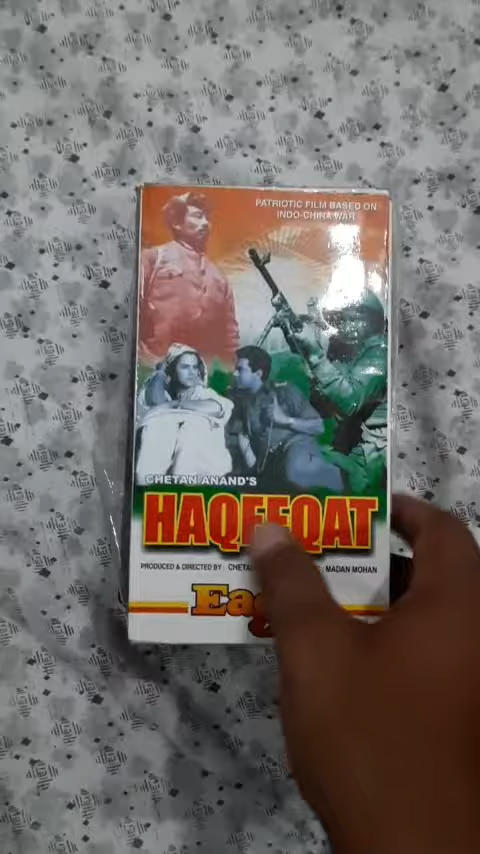 PATRIOTIC FILM BASED ON
INDO-CHINA WAR
CHETAN ANAND'S
HAQEEQAT
PRODUCED & DIRECTED BY : MADAN MOHAN